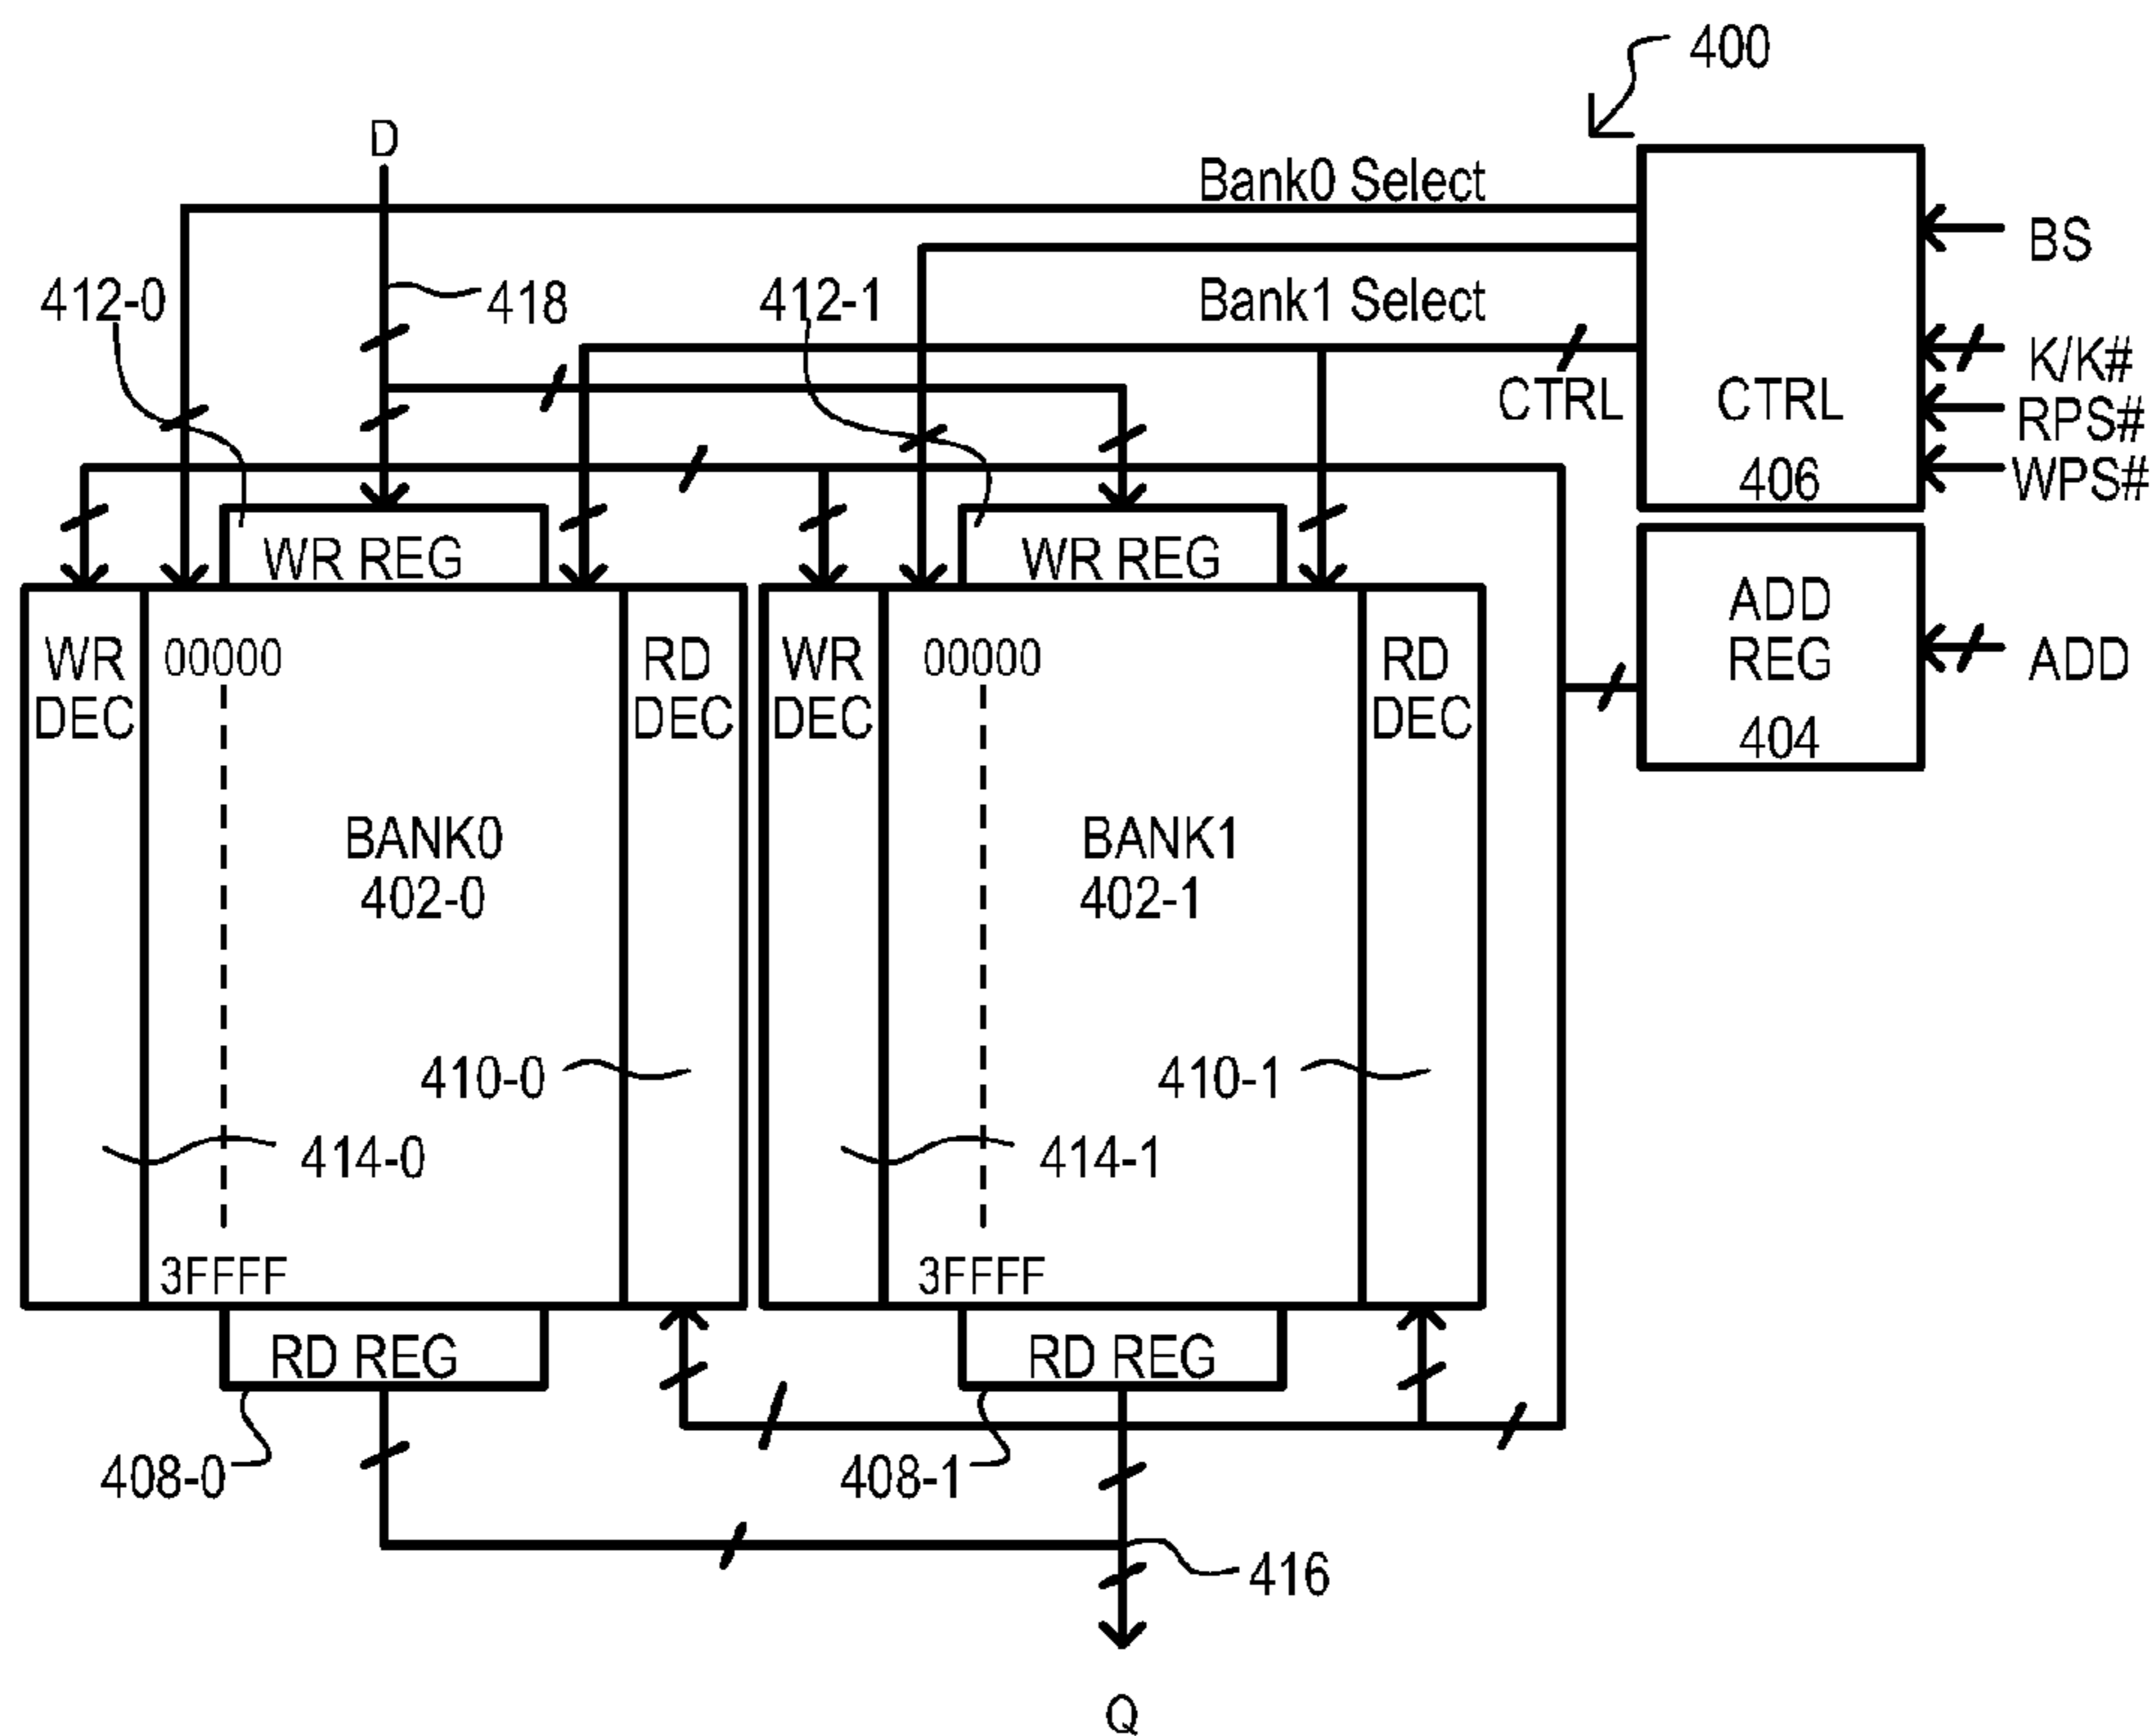 400
D
Bank0 Select
BS
412-0
418
412-1
Bank1 Select
K/K#
CTRL
CTRL
RPS#
406
WPS#
WR REG
WR REG
ADD
REG
404
ADD
WR
DEC
00000
RD
DEC
WR
DEC
00000
RD
DEC
BANK0
402-0
BANK1
402-1
410-0
410-1
414-0
414-1
3FFFF
3FFFF
RD REG
RD REG
408-0
408-1
416
Q